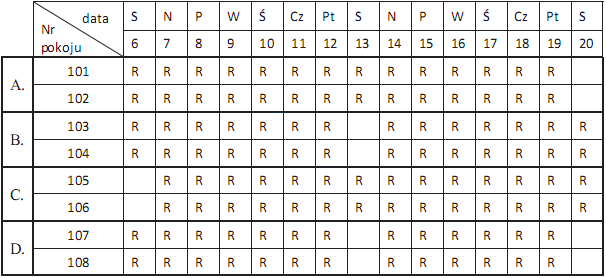 data Nr pokoju S N P W Ś Cz Pt S N P W Ś Cz Pt S
6 7 8 9 10 11 12 13 14 15 16 17 18 19 20
A. 101 R R R R R R R R R R R R R R
102 R R R R R R R R R R R R R R
B. 103 R R R R R R R R R R R R R R
104 R R R R R R R R R R R R R R
C. 105 R R R R R R R R R R R R R R
106 R R R R R R R R R R R R R R
D. 107 R R R R R R R R R R R R R
108 R R R R R R R R R R R R R